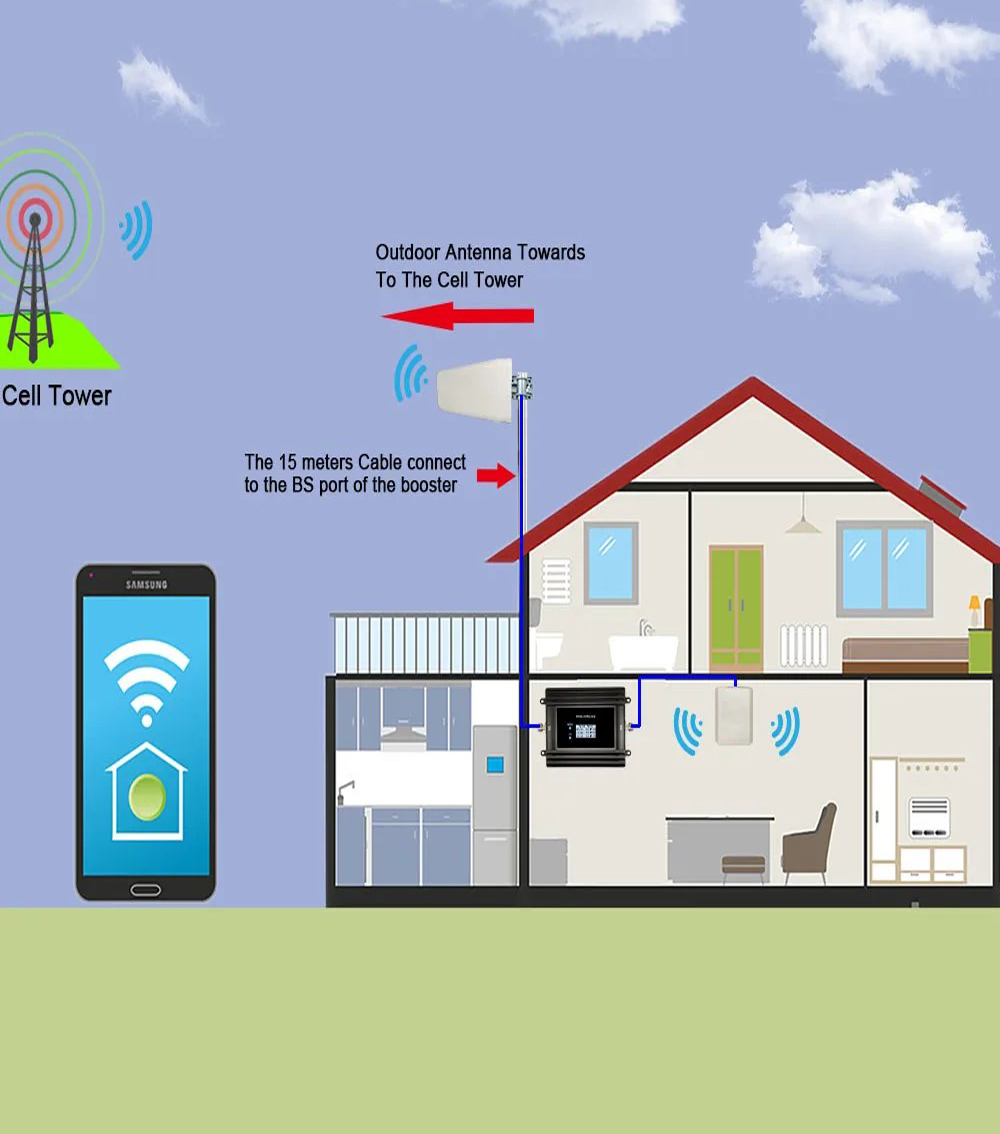 Outdoor Antenna Towards
To The Cell Tower
Cell Tower
The 15 meters Cable connect
to the BS port of the booster
SAMSUNG